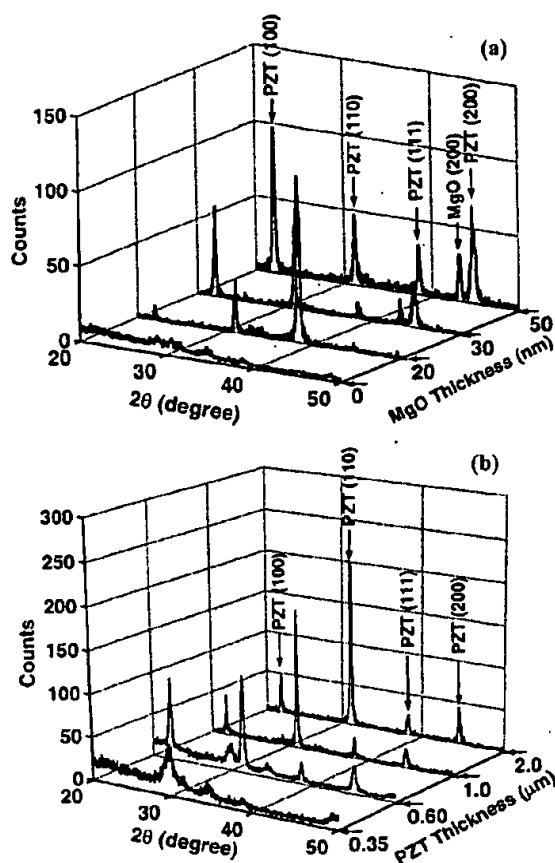 (a)
PZT (100)
PZT (110)
PZT (111)
MgO (200)
PZT (200)
150
100
50
0
Counts
20
30
40
50
2θ (degree)
0
20
30
50
MgO Thickness (nm)
(b)
PZT (100)
PZT (110)
PZT (111)
PZT (200)
300
250
200
150
100
50
0
Counts
20
30
40
50
2θ (degree)
0.35
0.60
1.0
2.0
PZT Thickness (μm)